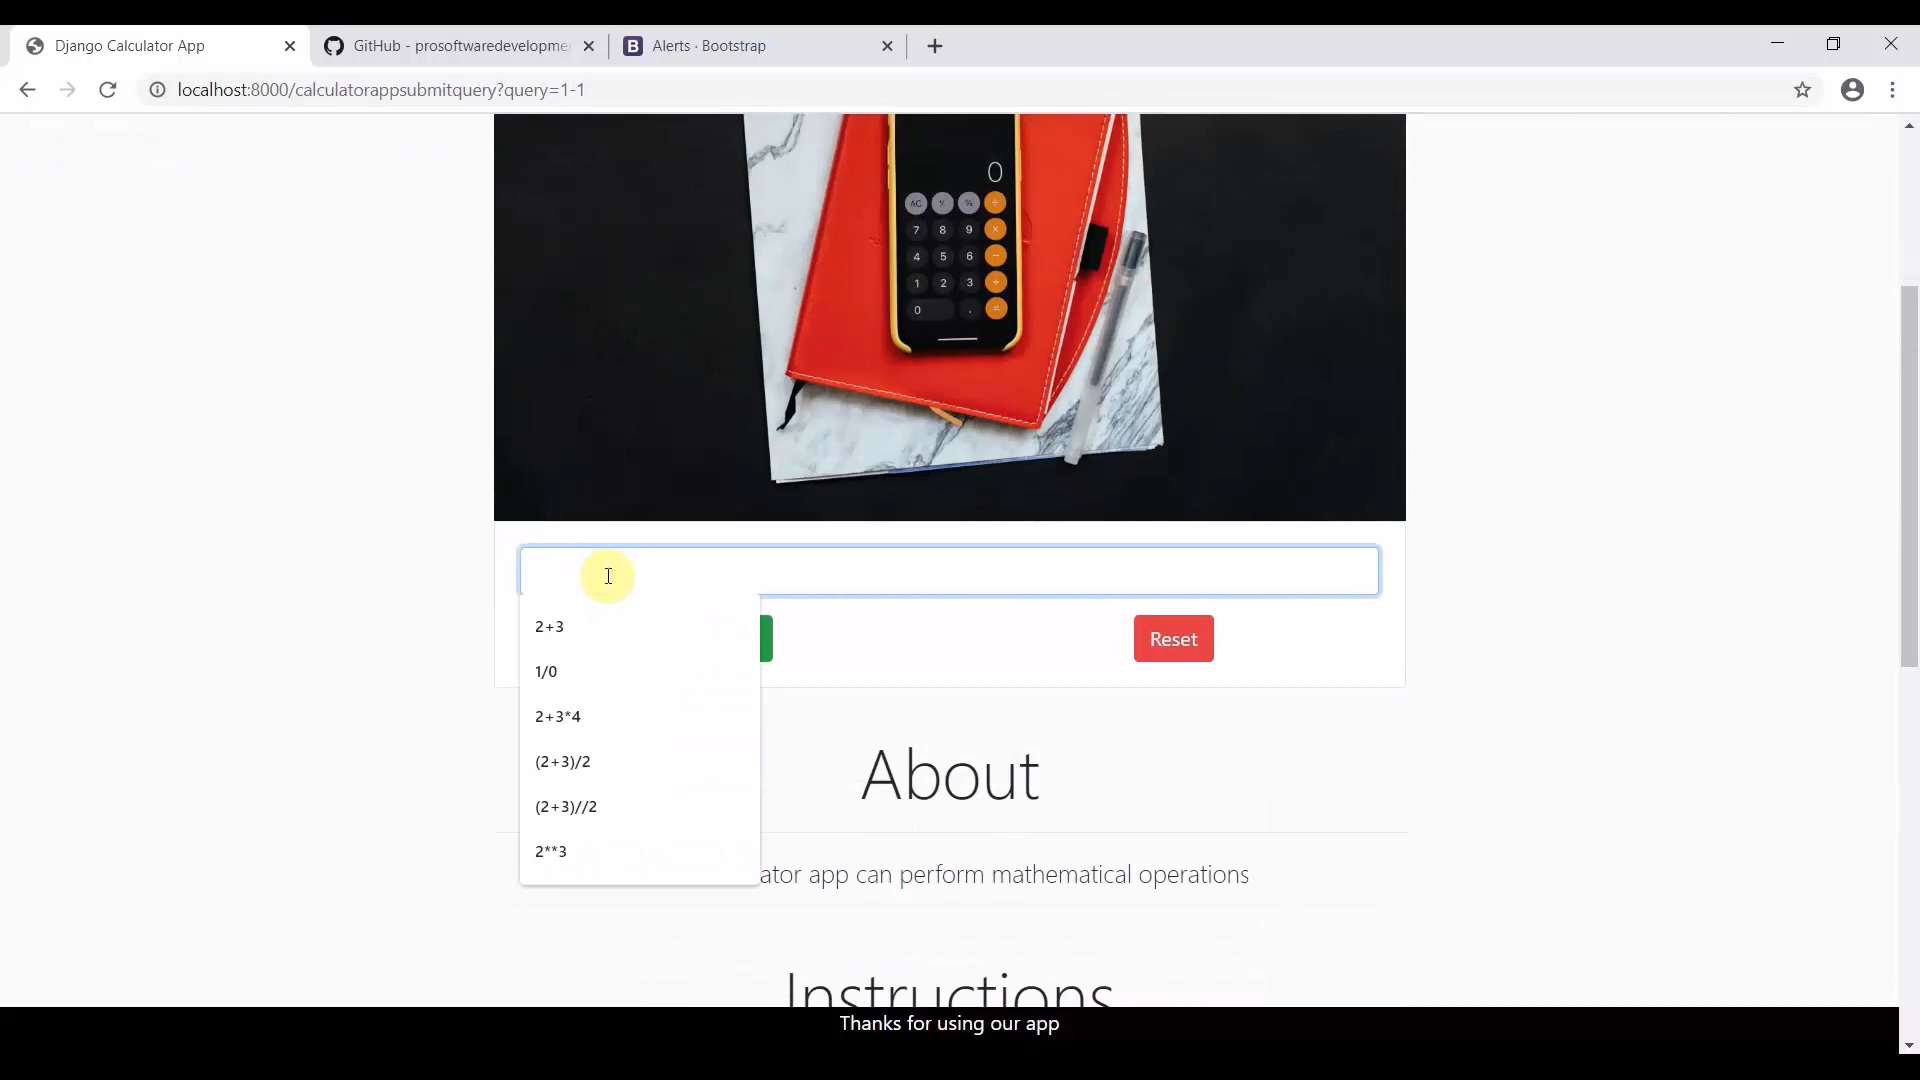 Django Calculator App
GitHub - prosoftwaredevelopme
B Alerts · Bootstrap
localhost:8000/calculatorappsubmitquery?query=1-1
0
AC % ÷
7 8 9 ×
4 5 6 −
1 2 3 +
0 . =
2+3
1/0
Reset
2+3*4
(2+3)/2
(2+3)//2
2**3
About
ator app can perform mathematical operations
Instructions
Thanks for using our app